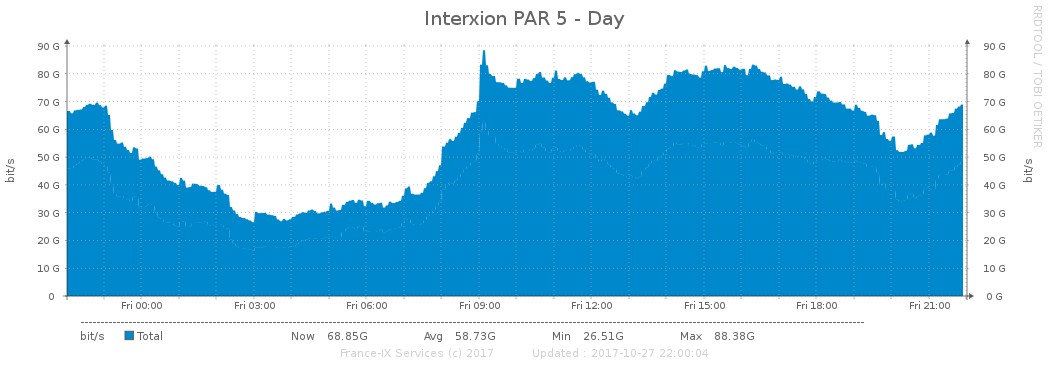 Interxion PAR 5 - Day
RRDTOOL / TOBI OETIKER
90 G 90 G
80 G 80 G
70 G 70 G
60 G 60 G
50 G 50 G
40 G 40 G
30 G 30 G
20 G 20 G
10 G 10 G
0 0 G
bit/s
bit/s
Fri 00:00 Fri 03:00 Fri 06:00 Fri 09:00 Fri 12:00 Fri 15:00 Fri 18:00 Fri 21:00
bit/s Total Now 68.85G Avg 58.73G Min 26.51G Max 88.38G
France-IX Services (c) 2017 Updated : 2017-10-27 22:00:04